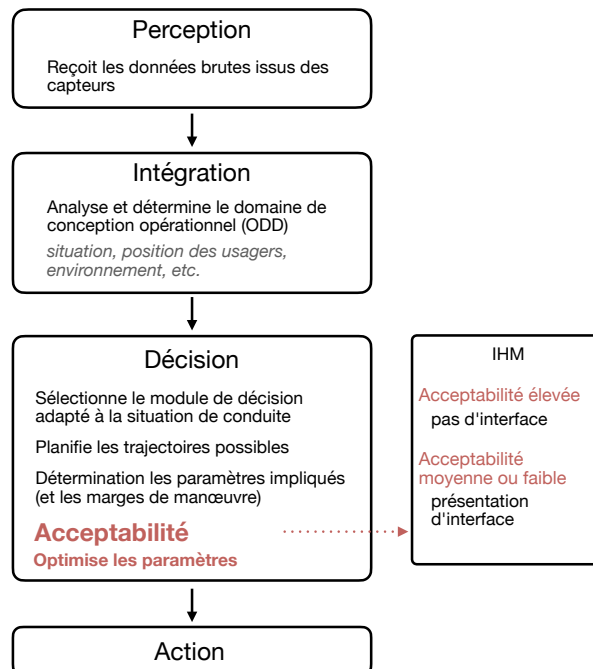 Perception
Reçoit les données brutes issus des
capteurs
Intégration
Analyse et détermine le domaine de
conception opérationnel (ODD)
situation, position des usagers,
environnement, etc.
Décision
Sélectionne le module de décision
adapté à la situation de conduite
Planifie les trajectoires possibles
Détermination les paramètres impliqués
(et les marges de manœuvre)
Acceptabilité
Optimise les paramètres
IHM
Acceptabilité élevée
pas d'interface
Acceptabilité
moyenne ou faible
présentation
d'interface
Action